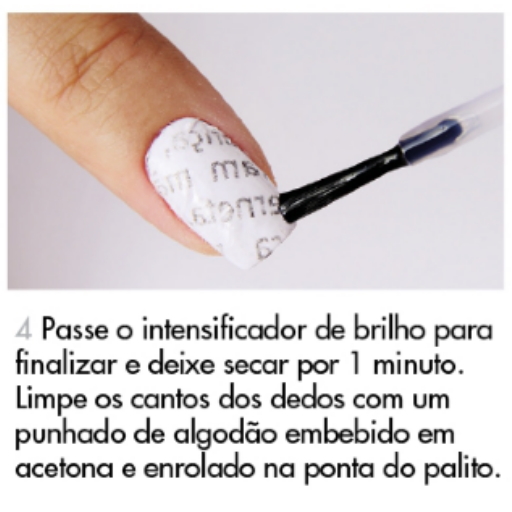 4 Passe o intensificador de brilho para
finalizar e deixe secar por 1 minuto.
Limpe os cantos dos dedos com um
punhado de algodão embebido em
acetona e enrolado na ponta do palito.